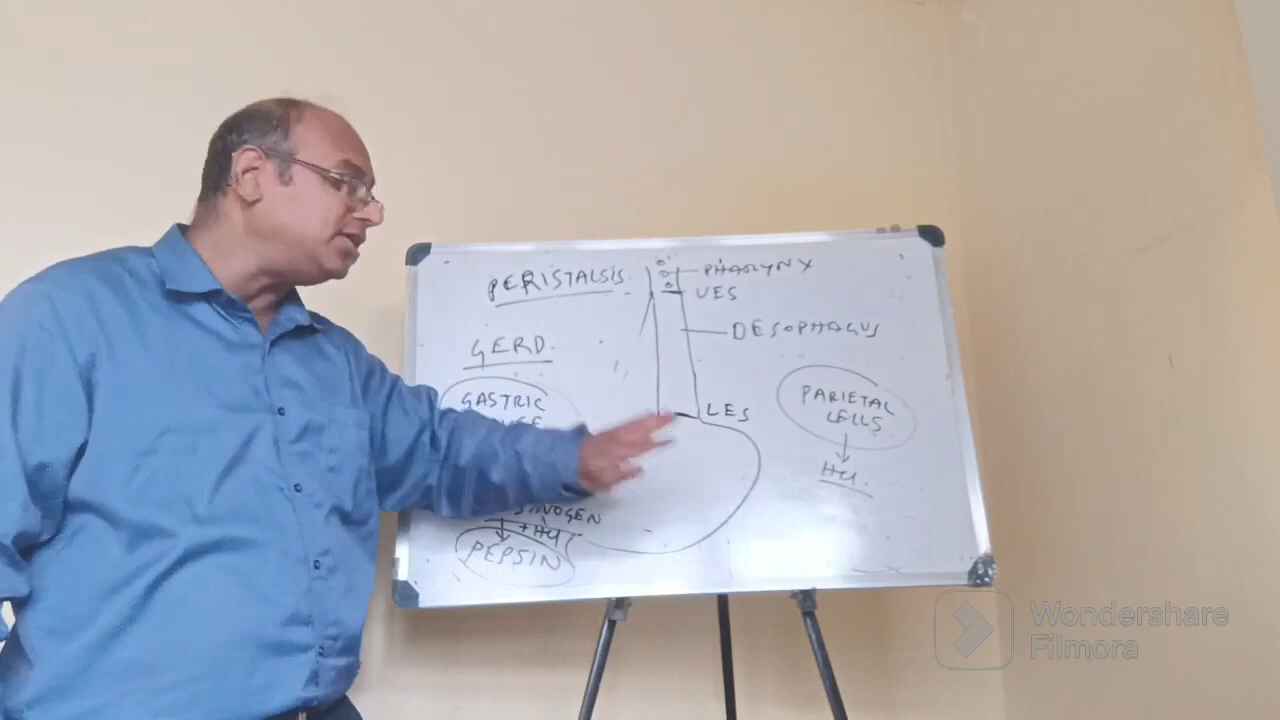 PERISTALSIS.
PHARYNX
UES
OESOPHAGUS
GERD.
GASTRIC
LES
PARIETAL
CELLS
HCl.
+ HCl
PEPSIN
Wondershare
Filmora